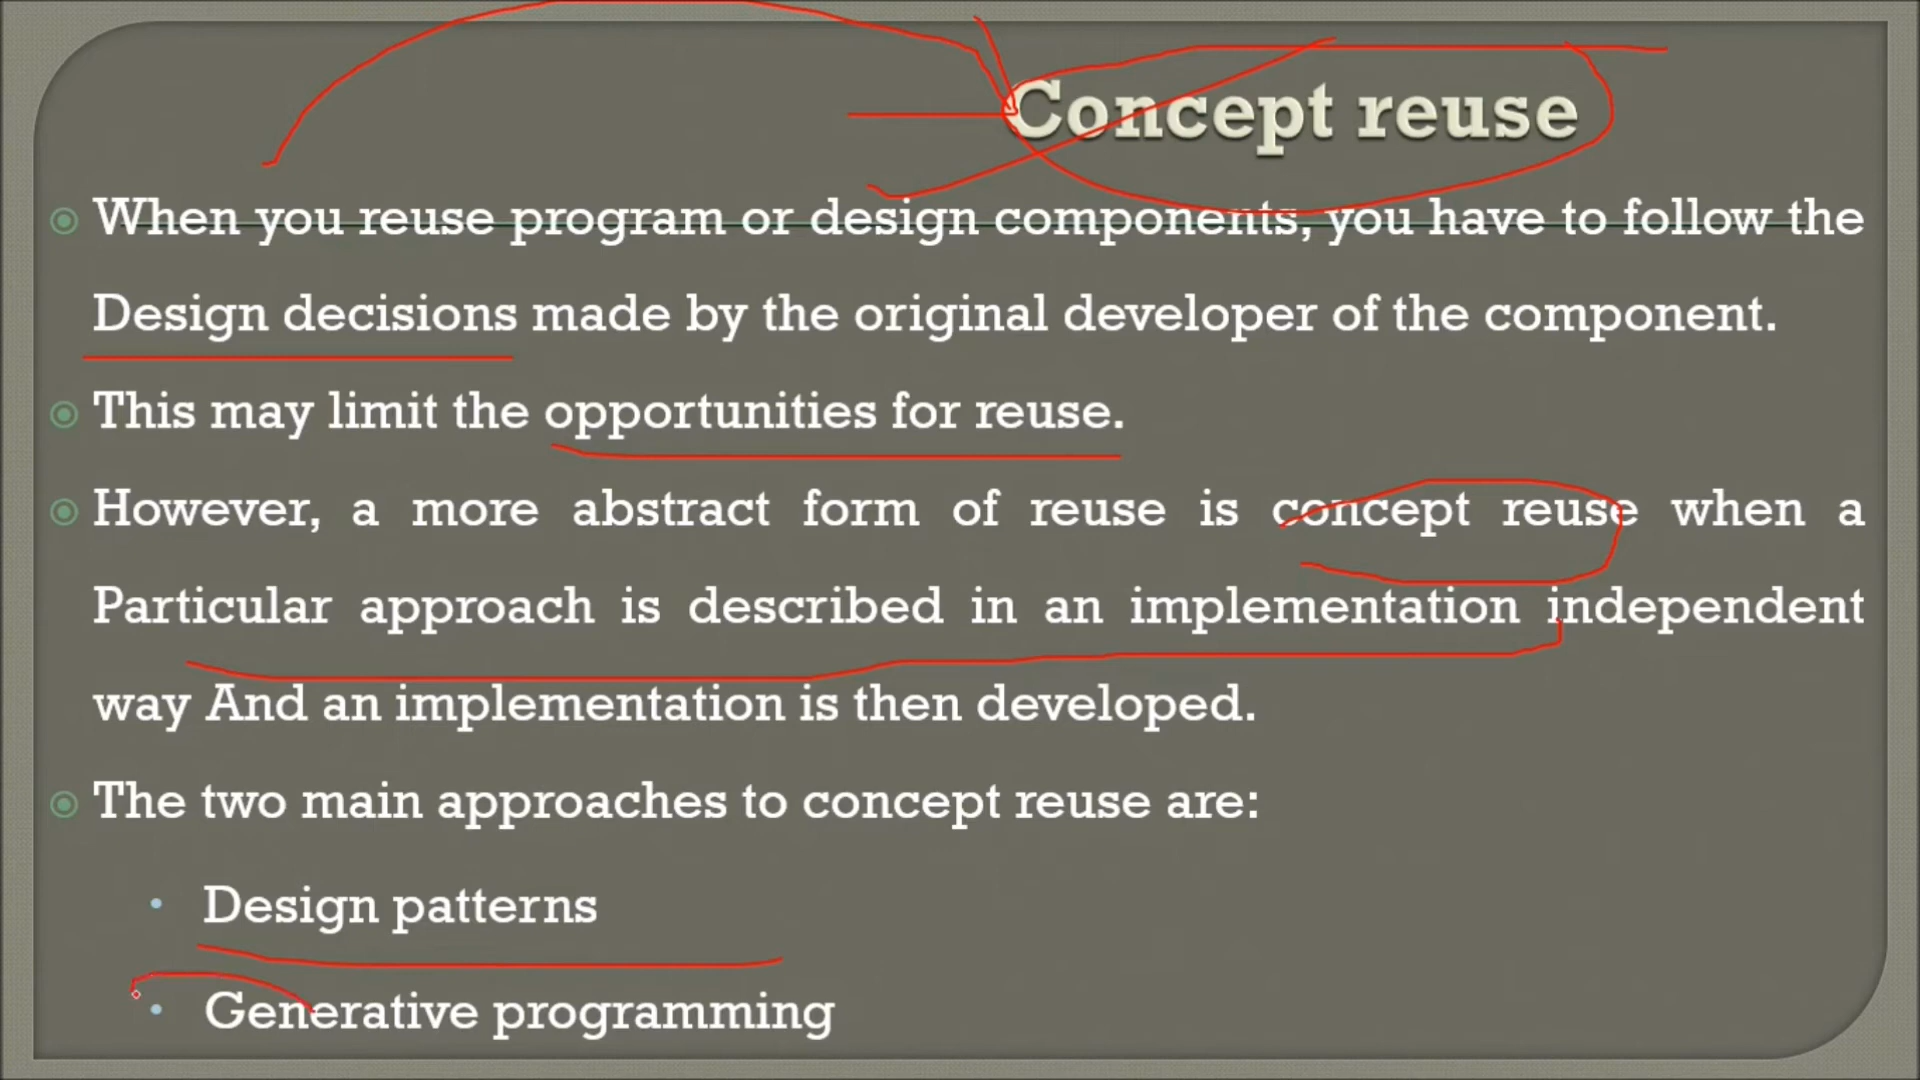 Concept reuse
When you reuse program or design components, you have to follow the
Design decisions made by the original developer of the component.
This may limit the opportunities for reuse.
However, a more abstract form of reuse is concept reuse when a
Particular approach is described in an implementation independent
way And an implementation is then developed.
The two main approaches to concept reuse are:
Design patterns
Generative programming